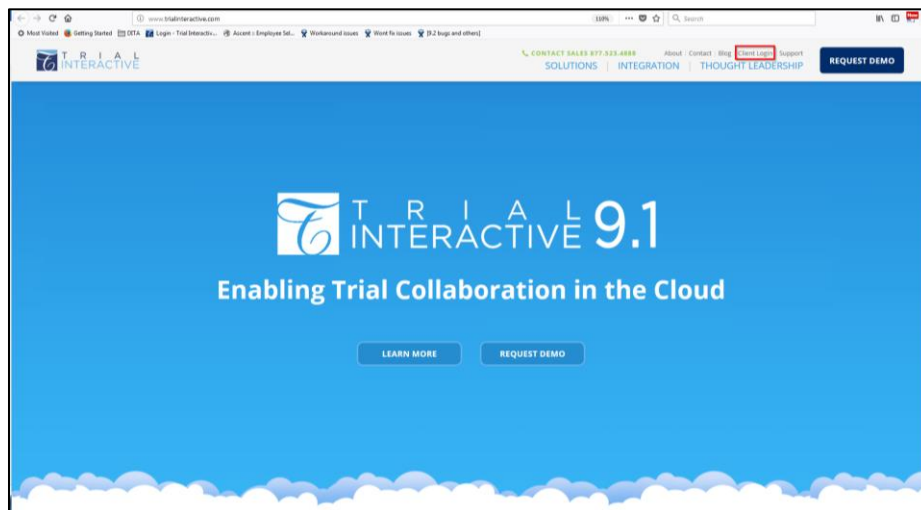 www.trialinteractive.com
110%
Search
Most Visited Getting Started DITA Login - Trial Interactiv... Ascent :: Employee Sel... Workaround issues Wont fix issues [9.2 bugs and others]
TRIAL
INTERACTIVE
CONTACT SALES 877.523.4888 About Contact Blog Client Login Support
SOLUTIONS | INTEGRATION | THOUGHT LEADERSHIP
REQUEST DEMO
TRIAL
INTERACTIVE 9.1
Enabling Trial Collaboration in the Cloud
LEARN MORE REQUEST DEMO